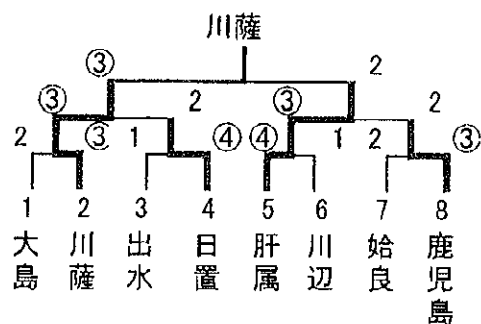 川薩
③ 2
③ 2 ③ 2
2 ③ 1 ④ ④ 1 2 ③
1 2 3 4 5 6 7 8
大島 川薩 出水 日置 肝属 川辺 姶良 鹿児島